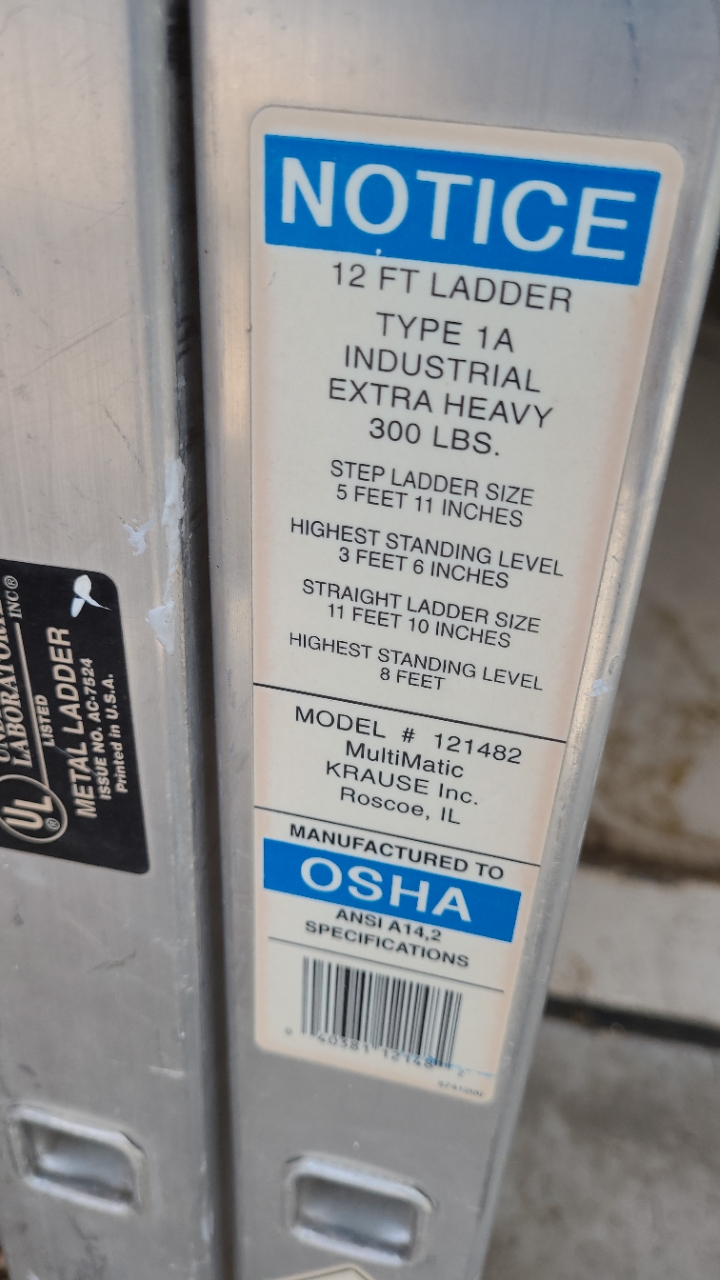 NOTICE
12 FT LADDER
TYPE 1A
INDUSTRIAL
EXTRA HEAVY
300 LBS.
STEP LADDER SIZE
5 FEET 11 INCHES
HIGHEST STANDING LEVEL
3 FEET 6 INCHES
STRAIGHT LADDER SIZE
11 FEET 10 INCHES
HIGHEST STANDING LEVEL
8 FEET
MODEL # 121482
MultiMatic
KRAUSE Inc.
Roscoe, IL
MANUFACTURED TO
OSHA
ANSI A14,2
SPECIFICATIONS
INC®
LISTED
UL ®
METAL LADDER
ISSUE NO. AC-7524
Printed in U.S.A.